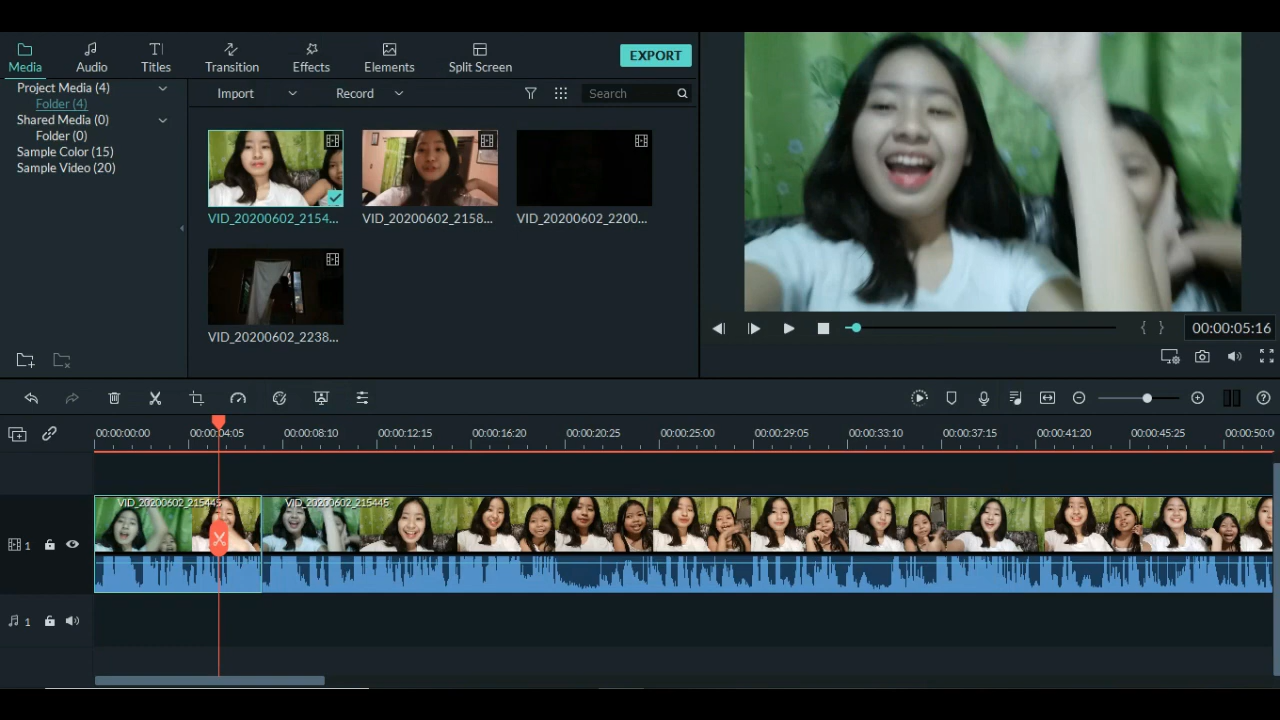 Media Audio Titles Transition Effects Elements Split Screen EXPORT
Project Media (4)
Folder (4)
Shared Media (0)
Folder (0)
Sample Color (15)
Sample Video (20)
Import Record Search
VID_20200602_2154... VID_20200602_2158... VID_20200602_2200...
VID_20200602_2238...
{ } 00:00:05:16
00:00:00:00 00:00:04:05 00:00:08:10 00:00:12:15 00:00:16:20 00:00:20:25 00:00:25:00 00:00:29:05 00:00:33:10 00:00:37:15 00:00:41:20 00:00:45:25 00:00:50:0
VID_20200602_215445 VID_20200602_215445
1
1